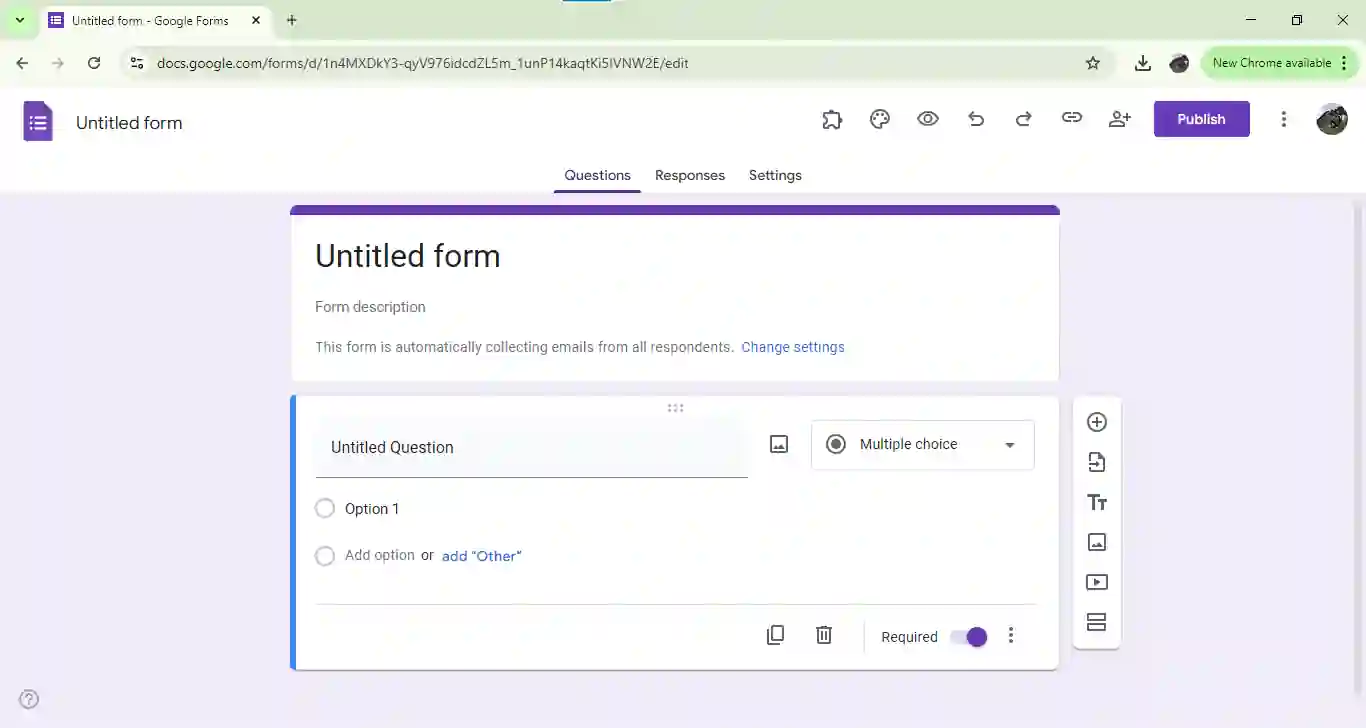 Untitled form - Google Forms
docs.google.com/forms/d/1n4MXDkY3-qyV976idcdZL5m_1unP14kaqtKi5IVNW2E/edit
New Chrome available
Untitled form
Publish
Questions Responses Settings
Untitled form
Form description
This form is automatically collecting emails from all respondents. Change settings
Untitled Question
Multiple choice
Option 1
Add option or add "Other"
Required